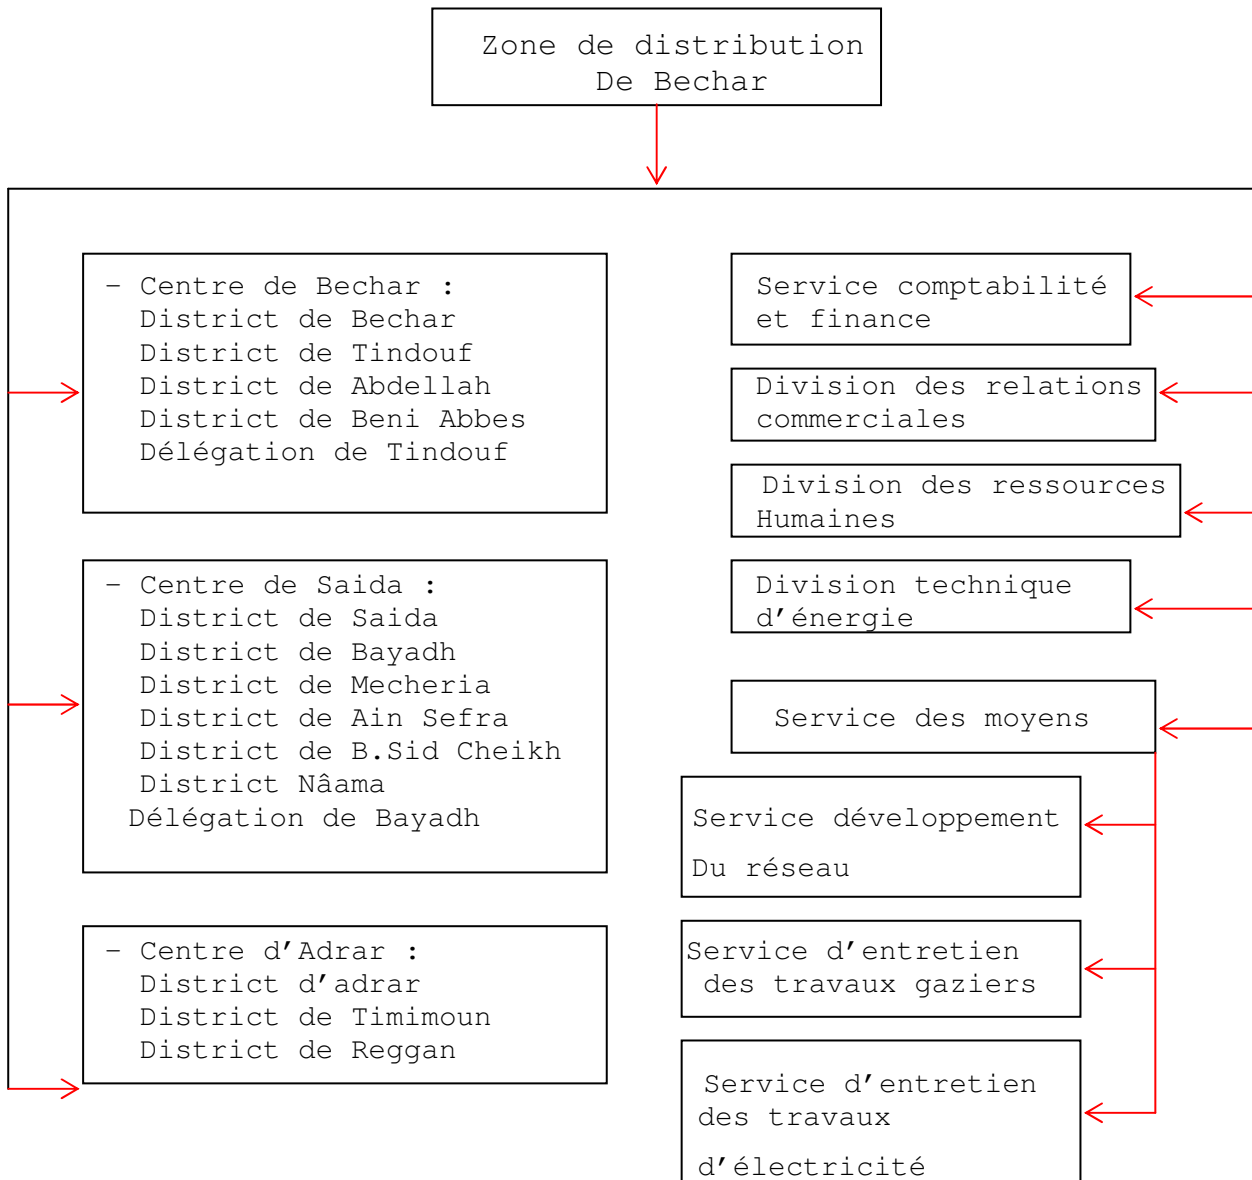 Zone de distribution
De Bechar
- Centre de Bechar :
District de Bechar
District de Tindouf
District de Abdellah
District de Beni Abbes
Délégation de Tindouf
- Centre de Saida :
District de Saida
District de Bayadh
District de Mecheria
District de Ain Sefra
District de B.Sid Cheikh
District Nâama
Délégation de Bayadh
- Centre d’Adrar :
District d’adrar
District de Timimoun
District de Reggan
Service comptabilité
et finance
Division des relations
commerciales
Division des ressources
Humaines
Division technique
d’énergie
Service des moyens
Service développement
Du réseau
Service d’entretien
des travaux gaziers
Service d’entretien
des travaux
d’électricité